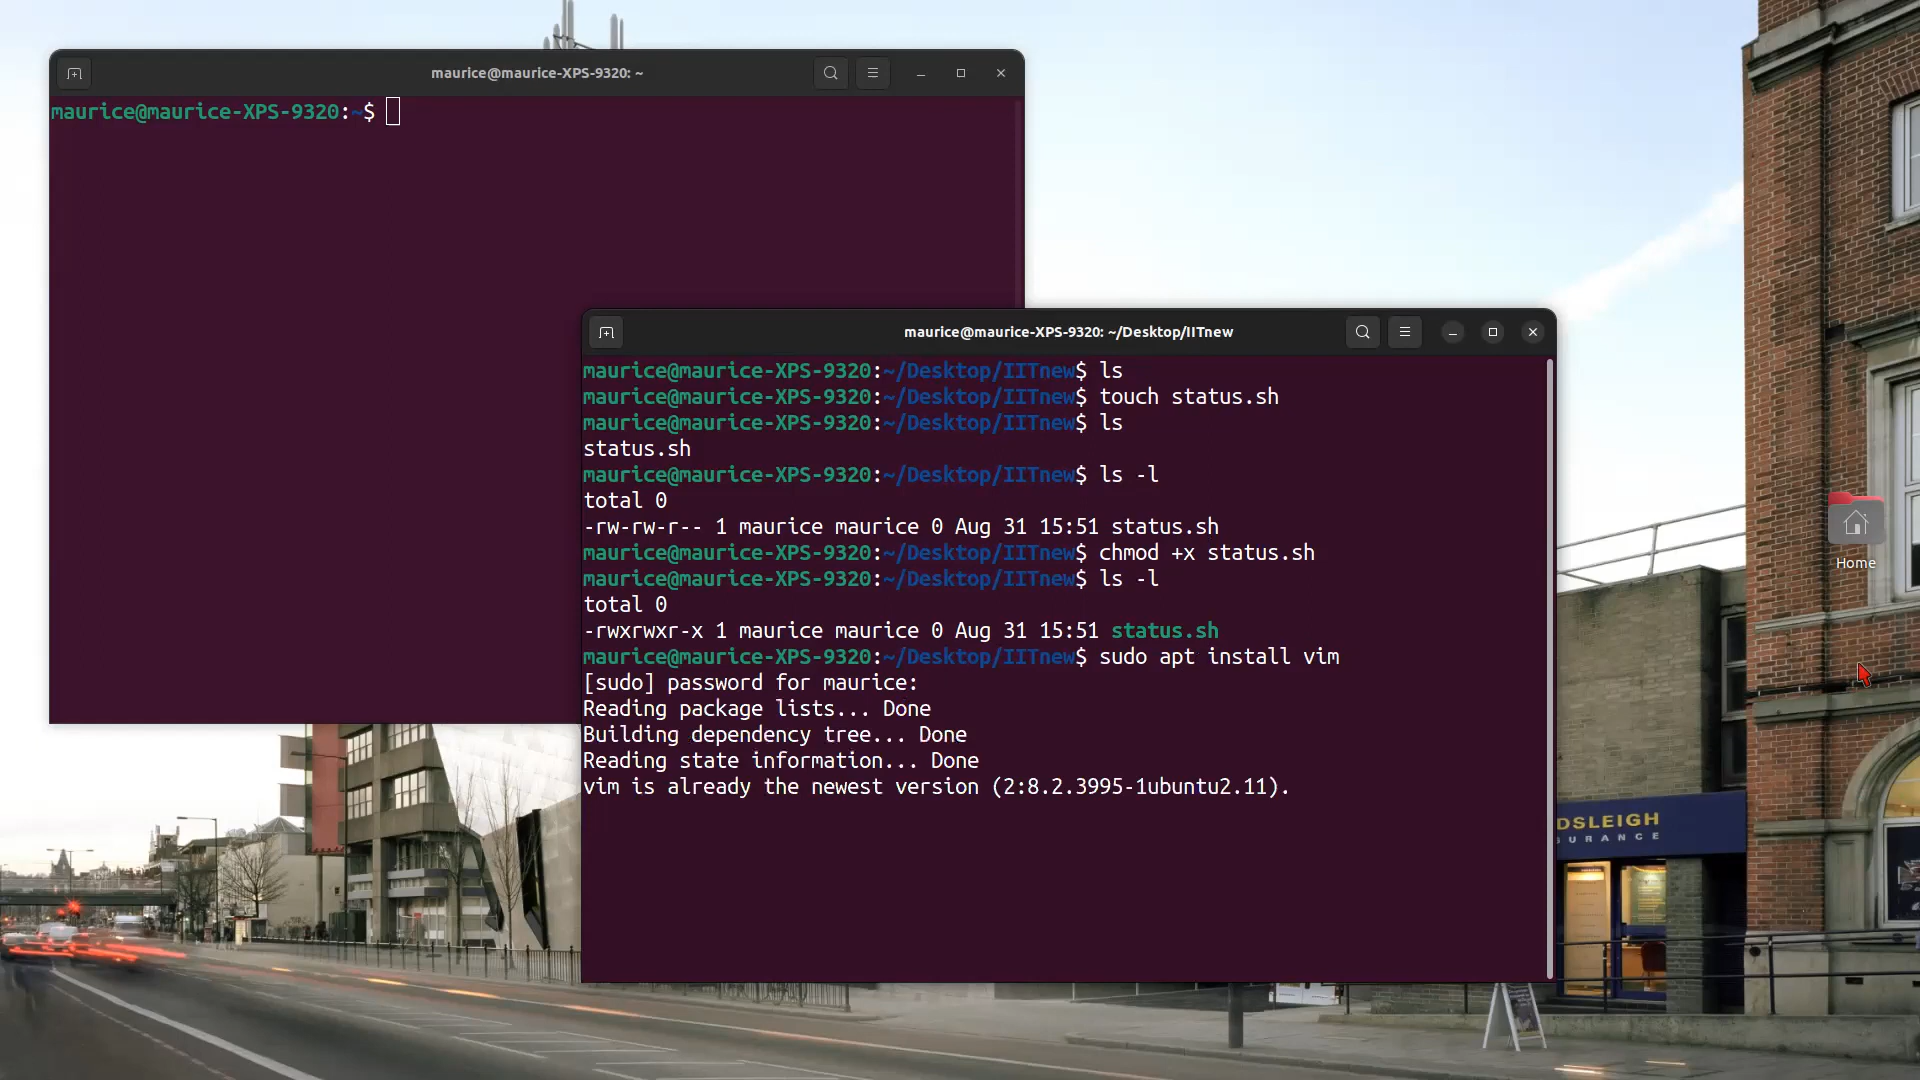 maurice@maurice-XPS-9320: ~
maurice@maurice-XPS-9320:~$
maurice@maurice-XPS-9320: ~/Desktop/IITnew
maurice@maurice-XPS-9320:~/Desktop/IITnew$ ls
maurice@maurice-XPS-9320:~/Desktop/IITnew$ touch status.sh
maurice@maurice-XPS-9320:~/Desktop/IITnew$ ls
status.sh
maurice@maurice-XPS-9320:~/Desktop/IITnew$ ls -l
total 0
-rw-rw-r-- 1 maurice maurice 0 Aug 31 15:51 status.sh
maurice@maurice-XPS-9320:~/Desktop/IITnew$ chmod +x status.sh
maurice@maurice-XPS-9320:~/Desktop/IITnew$ ls -l
total 0
-rwxrwxr-x 1 maurice maurice 0 Aug 31 15:51 status.sh
maurice@maurice-XPS-9320:~/Desktop/IITnew$ sudo apt install vim
[sudo] password for maurice:
Reading package lists... Done
Building dependency tree... Done
Reading state information... Done
vim is already the newest version (2:8.2.3995-1ubuntu2.11).
Home
DSLEIGH
SURANCE